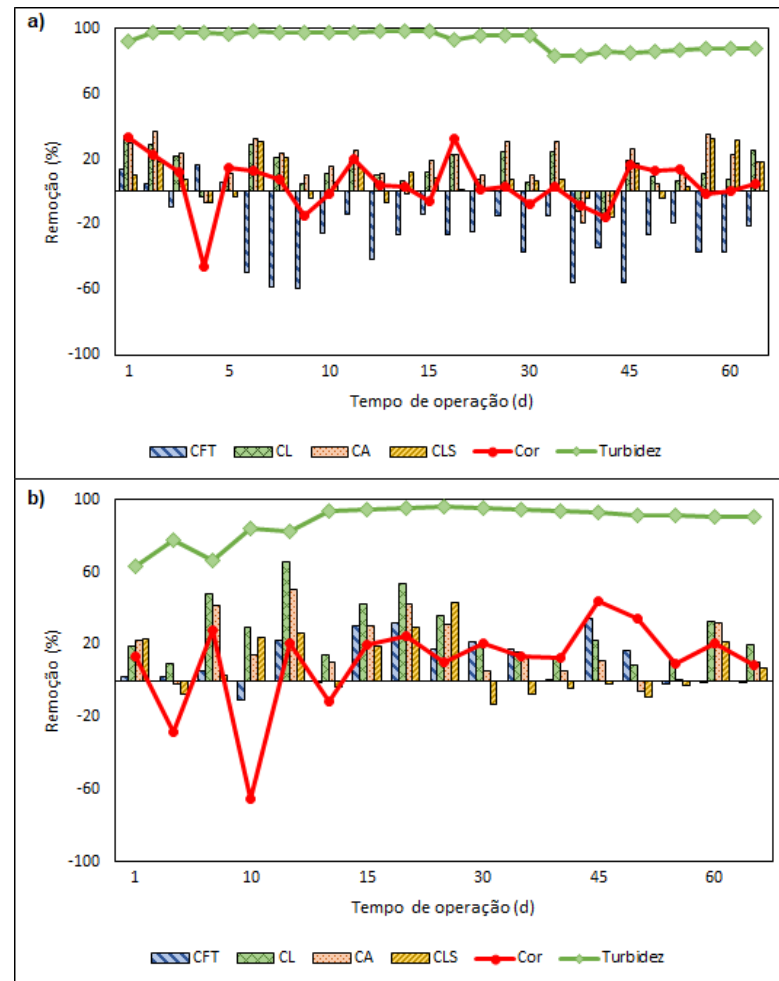 a)
Remoção (%)
100
60
20
-20
-60
-100
1 5 10 15 30 45 60
Tempo de operação (d)
CFT CL CA CLS Cor Turbidez
b)
Remoção (%)
100
60
20
-20
-60
-100
1 10 15 30 45 60
Tempo de operação (d)
CFT CL CA CLS Cor Turbidez